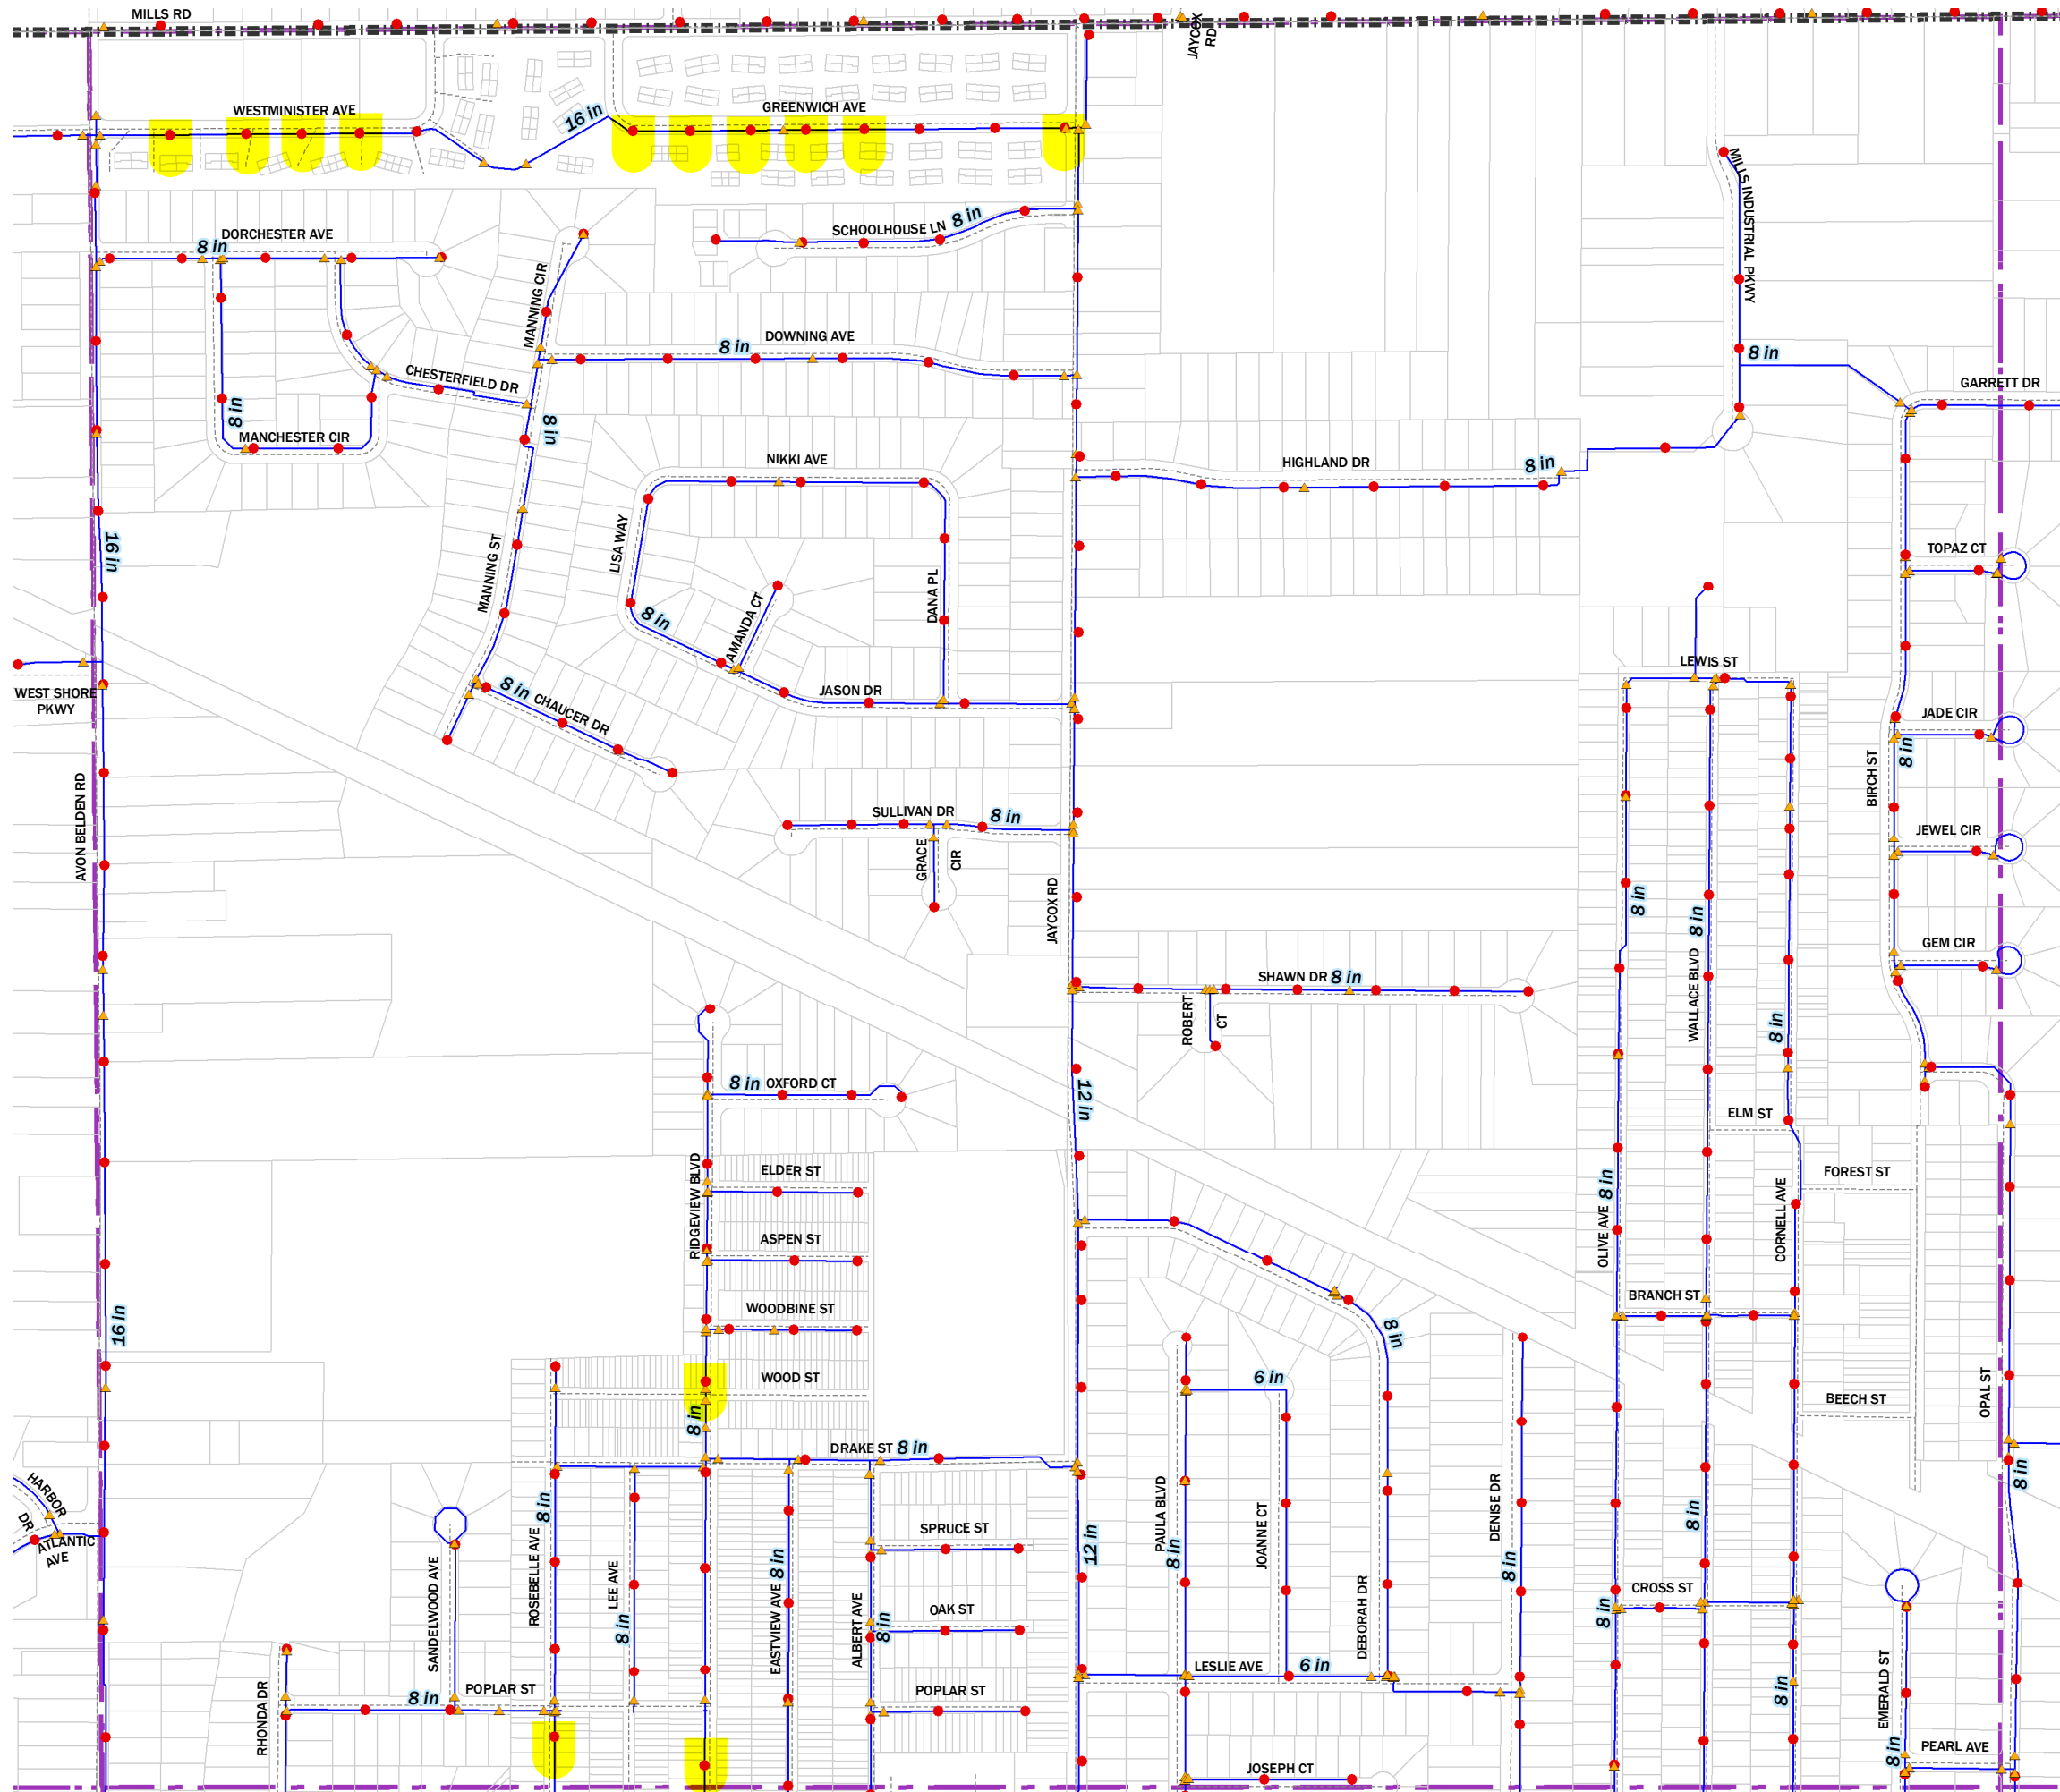 MILLS RD
JAYCOX
RD
WESTMINISTER AVE
16 in
GREENWICH AVE
MILLS INDUSTRIAL PKWY
DORCHESTER AVE
8 in
SCHOOLHOUSE LN
8 in
MANNING CIR
DOWNING AVE
8 in
8 in
GARRETT DR
CHESTERFIELD DR
8 in
8 in
MANCHESTER CIR
NIKKI AVE
HIGHLAND DR
8 in
16 in
LISA WAY
MANNING ST
TOPAZ CT
DANA PL
8 in
AMANDA CT
LEWIS ST
WEST SHORE
PKWY
8 in
CHAUCER DR
JASON DR
JADE CIR
8 in
BIRCH ST
AVON BELDEN RD
SULLIVAN DR
8 in
JEWEL CIR
GRACE
CIR
JAYCOX RD
8 in
8 in
GEM CIR
WALLACE BLVD
SHAWN DR
8 in
ROBERT
CT
8 in
8 in
OXFORD CT
12 in
ELM ST
ELDER ST
RIDGEVIEW BLVD
FOREST ST
8 in
OLIVE AVE
CORNELL AVE
ASPEN ST
BRANCH ST
WOODBINE ST
16 in
8 in
WOOD ST
6 in
OPAL ST
BEECH ST
8 in
DRAKE ST
8 in
8 in
HARBOR
DR
ATLANTIC
AVE
8 in
ROSEBELLE AVE
SPRUCE ST
12 in
PAULA BLVD
8 in
JOANNE CT
DENISE DR
8 in
8 in
SANDELWOOD AVE
LEE AVE
8 in
EASTVIEW AVE
8 in
ALBERT AVE
8 in
OAK ST
DEBORAH DR
CROSS ST
8 in
LESLIE AVE
6 in
RHONDA DR
8 in
POPLAR ST
POPLAR ST
8 in
EMERALD ST
8 in
PEARL AVE
JOSEPH CT